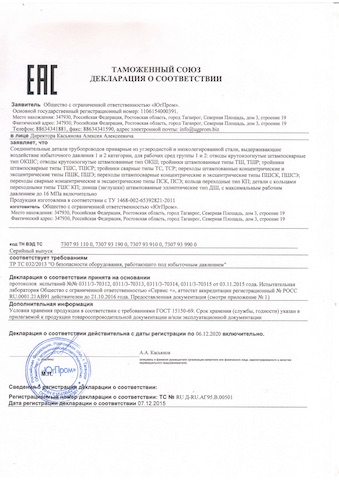 ЕАС
ТАМОЖЕННЫЙ СОЮЗ
ДЕКЛАРАЦИЯ О СООТВЕТСТВИИ
Заявитель Общество с ограниченной ответственностью «ЮгПром»
Основной государственный регистрационный номер: 1106154000391.
Место нахождения: 347930, Российская Федерация, Ростовская область, город Таганрог, Северная Площадь, дом 3, строение 19
Фактический адрес: 347930, Российская Федерация, Ростовская область, город Таганрог, Северная Площадь, дом 3, строение 19
Телефон: 88634341881, факс: 88634341590, адрес электронной почты: info@ugprom.biz
в лице Директора Касьянова Алексея Алексеевича
заявляет, что
Соединительные детали трубопроводов приварные из углеродистой и низколегированной стали, выдерживающие
воздействие избыточного давления 1 и 2 категории, для рабочих сред группы 1 и 2: отводы крутоизогнутые штампосварные
тип ОКШС; отводы крутоизогнутые штампованные тип ОКШ; тройники штампованные типы ТШ, ТШР; тройники
штампосварные типы ТШС, ТШСР; тройники сварные типы ТС, ТСР; переходы штампованные концентрические и
эксцентрические типы ПШК, ПШЭ; переходы штампосварные концентрические и эксцентрические типы ПШСК, ПШСЭ;
переходы сварные концентрические и эксцентрические типы ПСК, ПСЭ; кольца переходные тип КП; детали с кольцами
переходными типы ТШС КП; днища (заглушки) штампованные эллиптические тип ДШ, с максимальным рабочим
давлением до 16 МПа включительно
Продукция изготовлена в соответствии с ТУ 1468-002-65392821-2011
изготовитель Общество с ограниченной ответственностью «ЮгПром»
Место нахождения: 347930, Российская Федерация, Ростовская область, город Таганрог, Северная Площадь, дом 3, строение 19
Фактический адрес: 347930, Российская Федерация, Ростовская область, город Таганрог, Северная Площадь, дом 3, строение 19
код ТН ВЭД ТС 7307 93 110 0, 7307 93 190 0, 7307 93 910 0, 7307 93 990 0
Серийный выпуск
соответствует требованиям
ТР ТС 032/2013 "О безопасности оборудования, работающего под избыточным давлением"
Декларация о соответствии принята на основании
протоколов испытаний №№ 0311/3-70312, 0311/3-70313, 0311/3-70314, 0311/3-70315 от 03.11.2015 года. Испытательная
лаборатория Общество с ограниченной ответственностью «Сервис +», аттестат аккредитации регистрационный № РОСС
RU.0001.21АВ91 действителен до 21.10.2016 года. Предоставленная документация (смотри приложение № 1)
Дополнительная информация
Условия хранения продукции в соответствии с требованиями ГОСТ 15150-69. Срок хранения (службы, годности) указан в
прилагаемой к продукции товаросопроводительной документации и/или эксплуатационной документации
Декларация о соответствии действительна с даты регистрации по 06.12.2020 включительно
А.А. Касьянов
М.П.
ЮгПром
Сведения о регистрации декларации о соответствии:
Регистрационный номер декларации о соответствии: ТС № RU Д-RU.АГ95.В.00501
Дата регистрации декларации о соответствии 07.12.2015